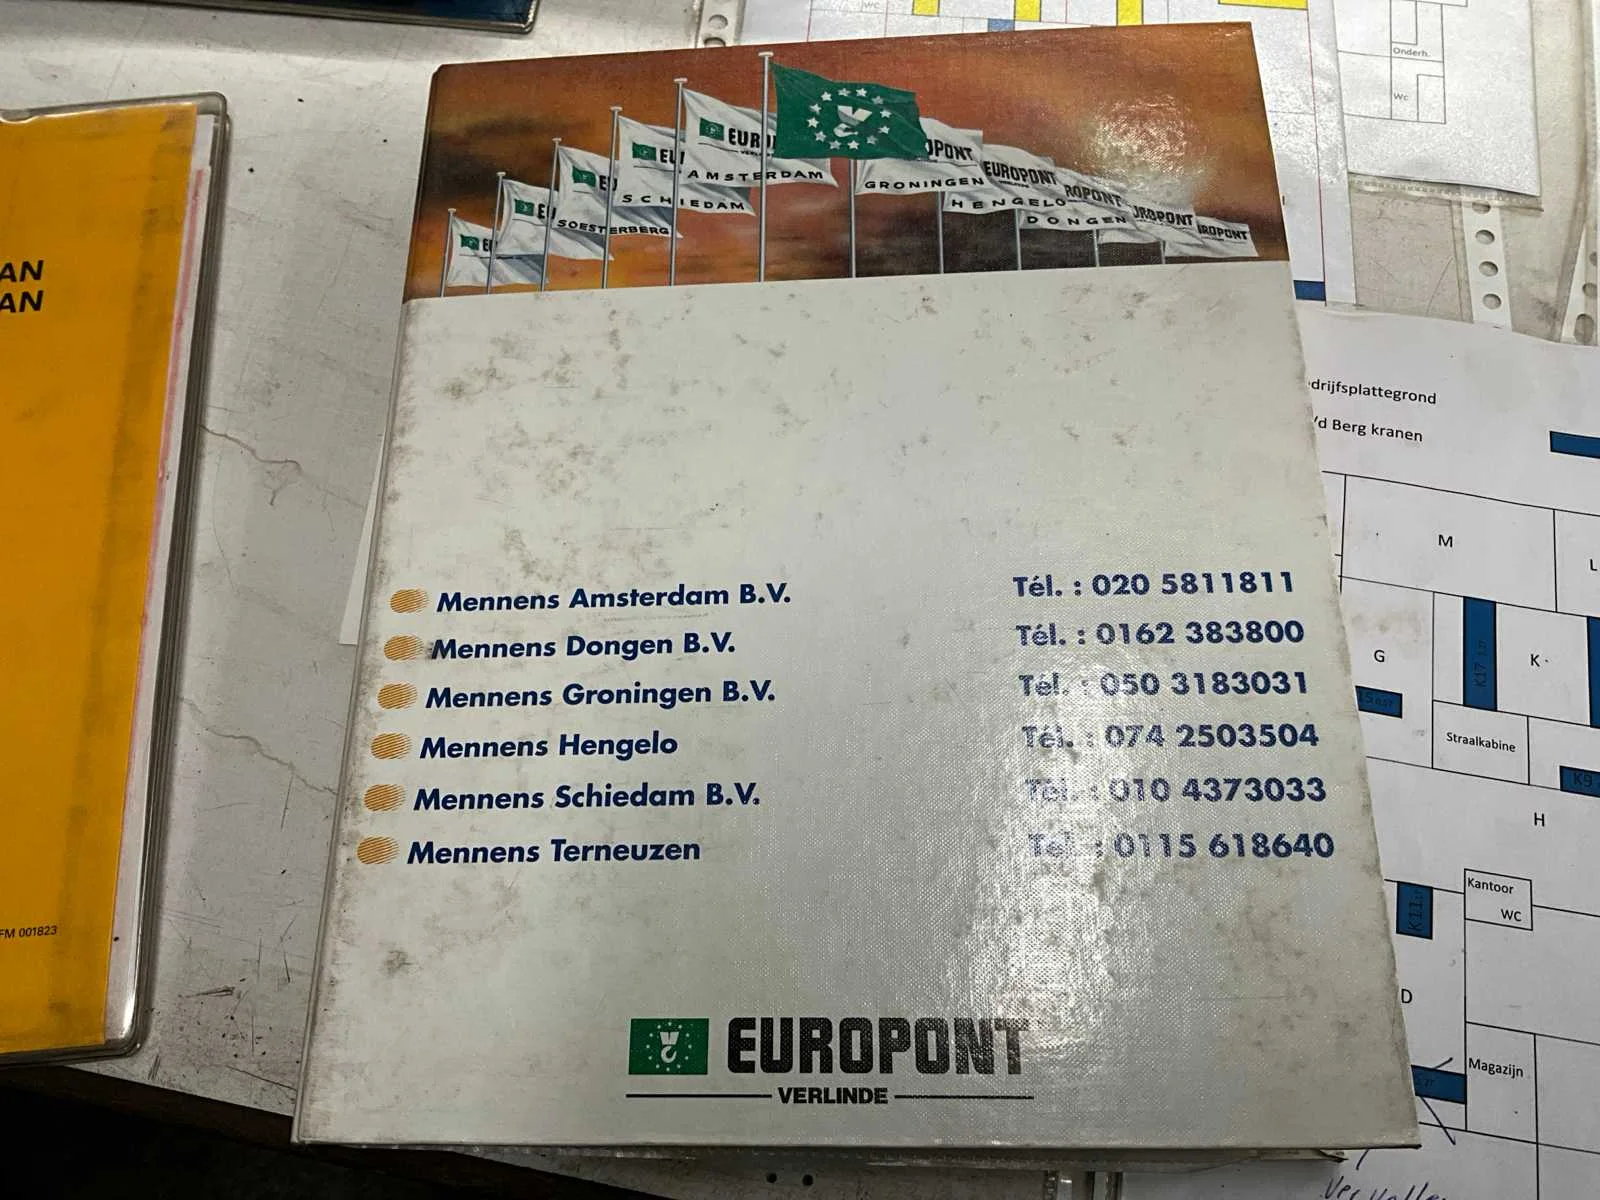 WC
Onderh.
Wc
EUROPONT
AMSTERDAM
SCHIEDAM
SOESTERBERG
GRONINGEN
EUROPONT
HENGELO
DONGEN
AN
AN
FM 001823
Mennens Amsterdam B.V. Tél. : 020 5811811
Mennens Dongen B.V. Tél. : 0162 383800
Mennens Groningen B.V. Tél. : 050 3183031
Mennens Hengelo Tél. : 074 2503504
Mennens Schiedam B.V. Tél. : 010 4373033
Mennens Terneuzen Tél. : 0115 618640
EUROPONT
VERLINDE
drijfsplattegrond
/d Berg kranen
M
L
G
K
Straalkabine
K9
H
Kantoor
WC
D
Magazijn